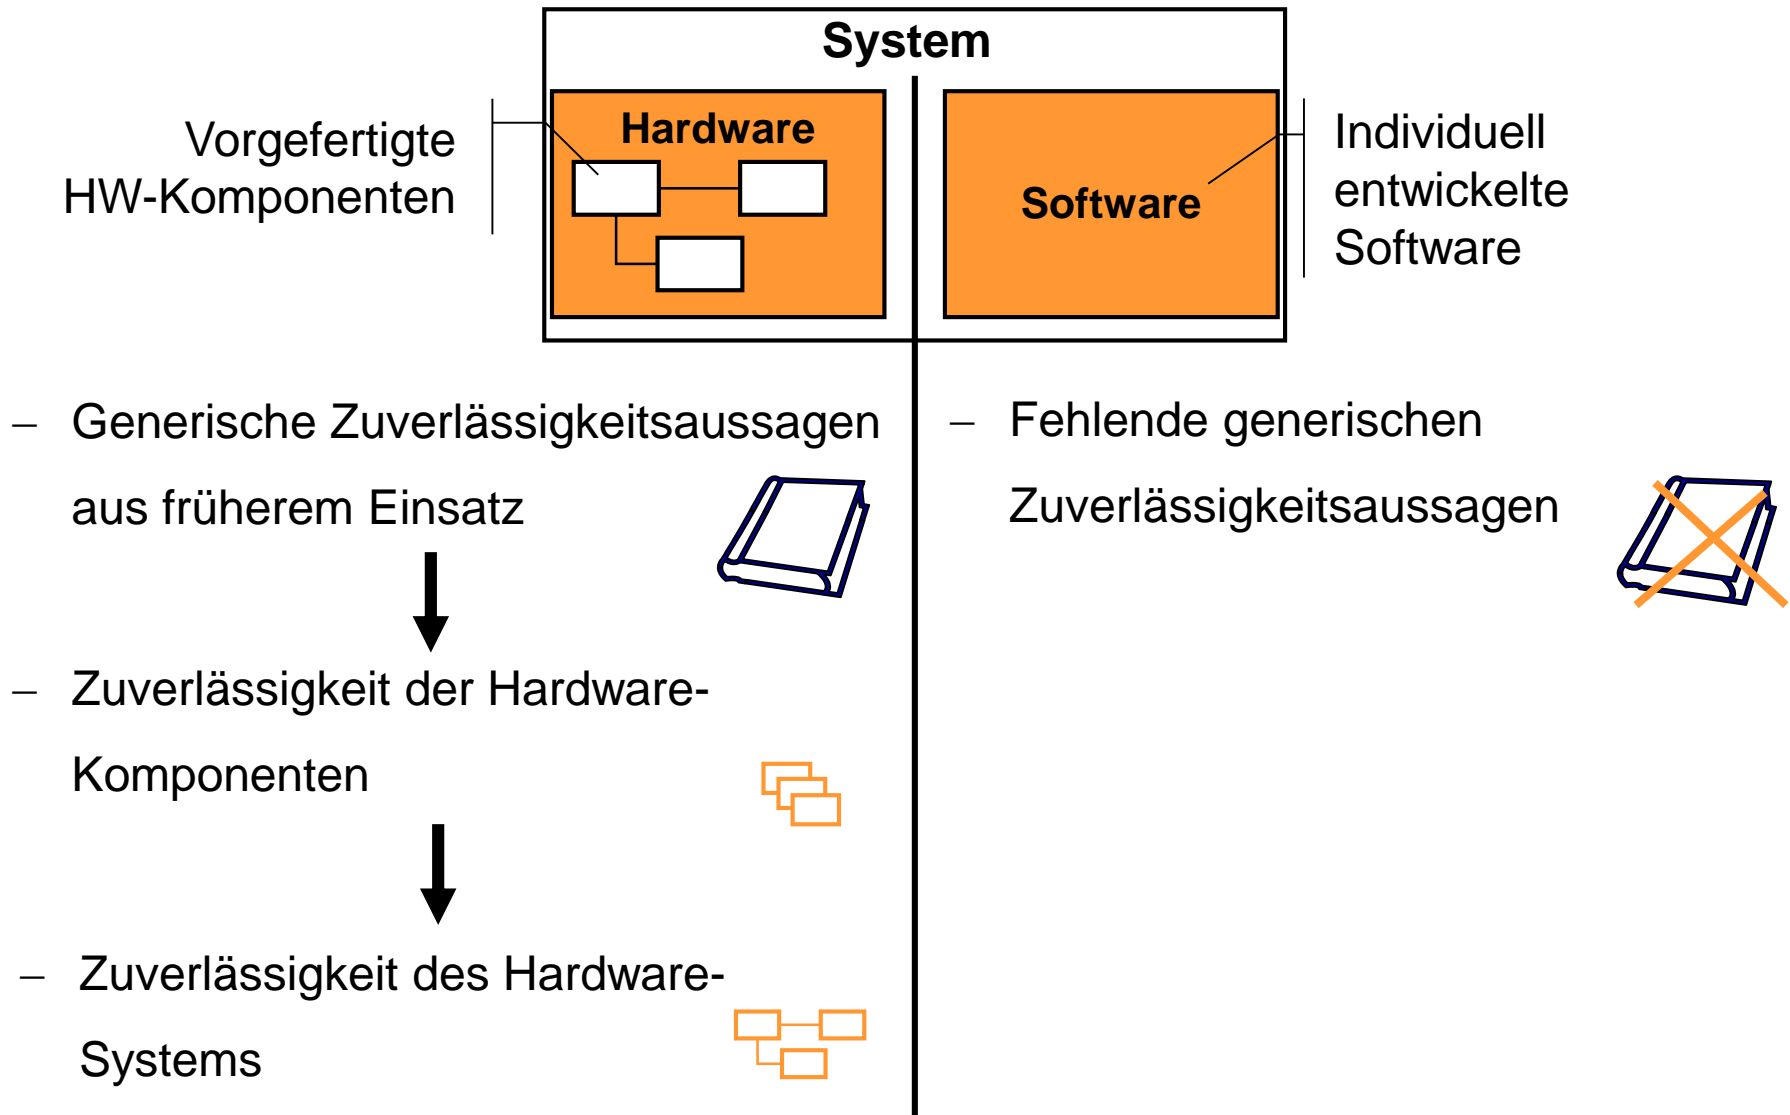 System
Vorgefertigte
HW-Komponenten
Hardware
Software
Individuell
entwickelte
Software
– Generische Zuverlässigkeitsaussagen
aus früherem Einsatz
– Zuverlässigkeit der Hardware-
Komponenten
– Zuverlässigkeit des Hardware-
Systems
– Fehlende generischen
Zuverlässigkeitsaussagen